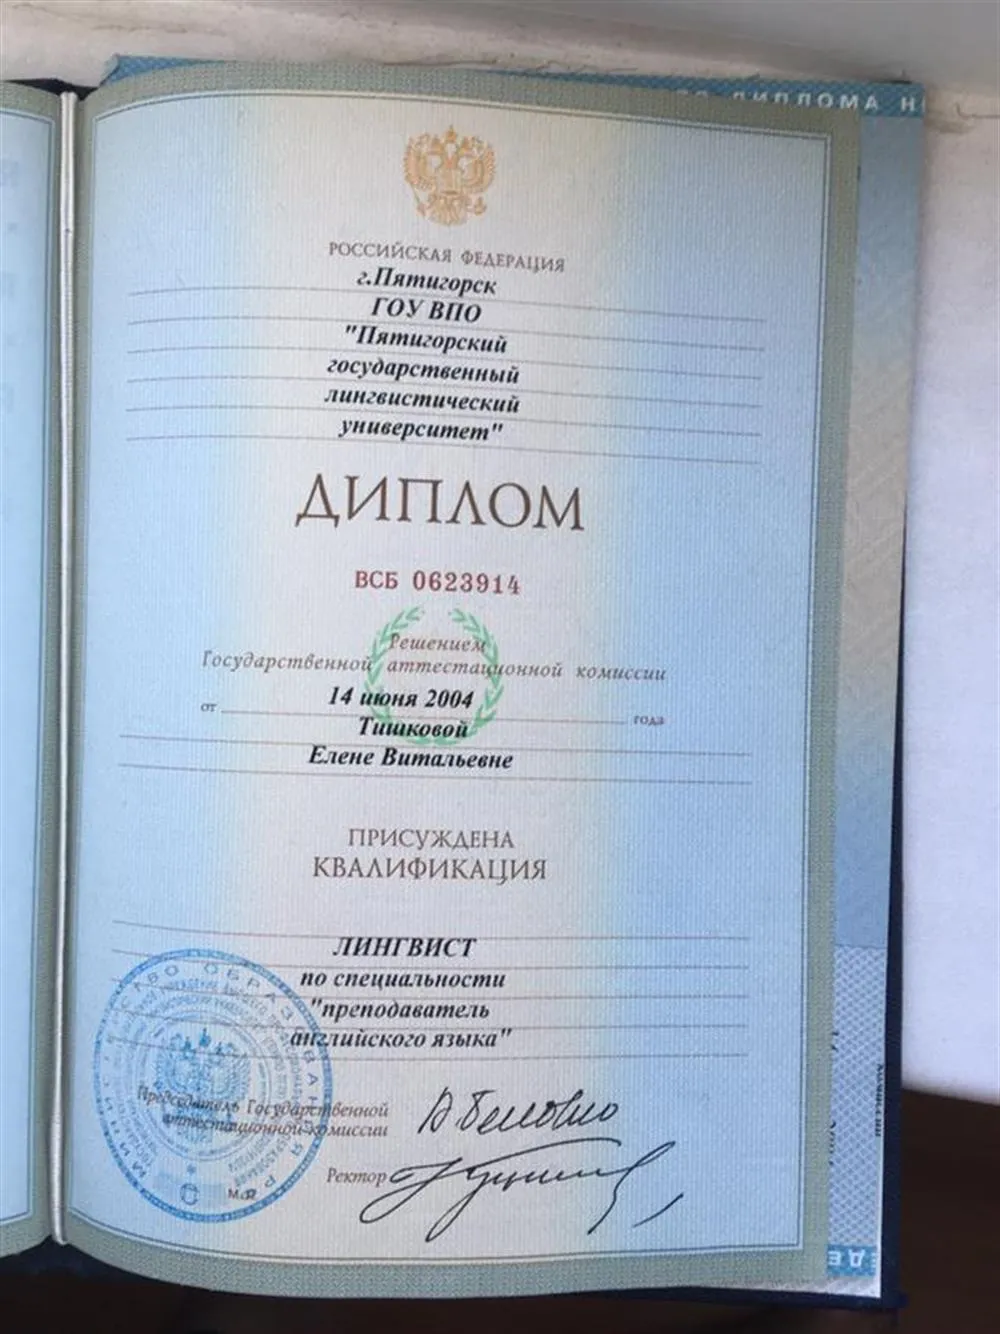 ДИПЛОМА Н
РОССИЙСКАЯ ФЕДЕРАЦИЯ
г.Пятигорск
ГОУ ВПО
"Пятигорский
государственный
лингвистический
университет"
ДИПЛОМ
ВСБ 0623914
Решением
Государственной аттестационной комиссии
от 14 июня 2004 года
Тишковой
Елене Витальевне
ПРИСУЖДЕНА
КВАЛИФИКАЦИЯ
ЛИНГВИСТ
по специальности
"преподаватель
английского языка"
Председатель Государственной
аттестационной комиссии
Ректор
М.П.